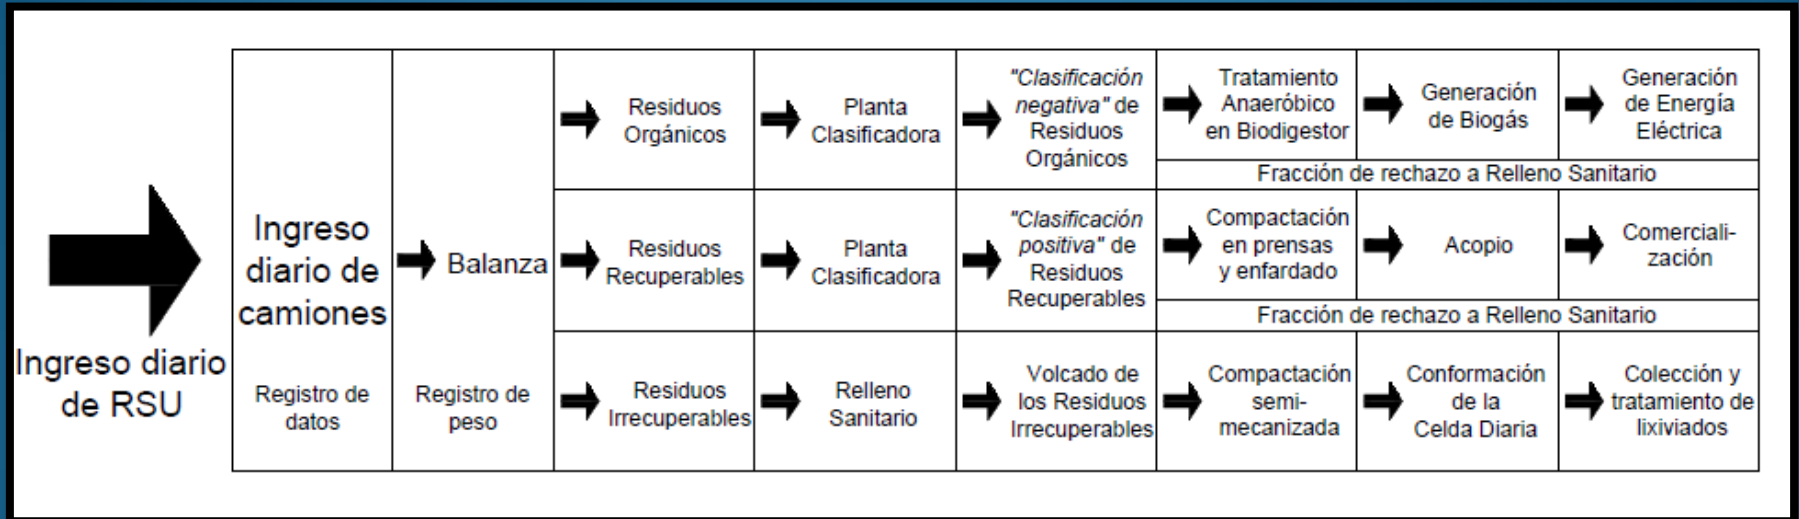 Ingreso diario
de RSU
Ingreso
diario de
camiones
Registro de
datos
Balanza
Registro de
peso
Residuos
Orgánicos
Planta
Clasificadora
"Clasificación
negativa" de
Residuos
Orgánicos
Tratamiento
Anaeróbico
en Biodigestor
Generación
de Biogás
Generación
de Energía
Eléctrica
Fracción de rechazo a Relleno Sanitario
Residuos
Recuperables
Planta
Clasificadora
"Clasificación
positiva" de
Residuos
Recuperables
Compactación
en prensas
y enfardado
Acopio
Comerciali-
zación
Fracción de rechazo a Relleno Sanitario
Residuos
Irrecuperables
Relleno
Sanitario
Volcado de
los Residuos
Irrecuperables
Compactación
semi-
mecanizada
Conformación
de la
Celda Diaria
Colección y
tratamiento de
lixiviados